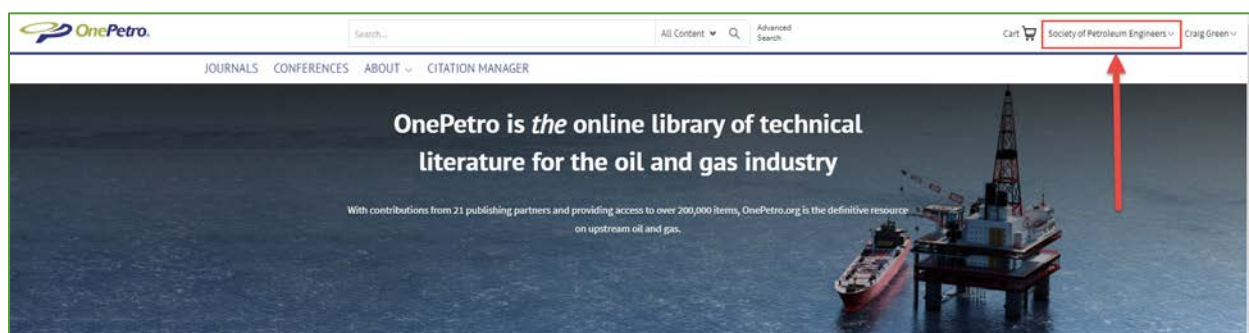 OnePetro.
Search...
All Content
Advanced
Search
Cart
Society of Petroleum Engineers
Craig Green
JOURNALS CONFERENCES ABOUT CITATION MANAGER
OnePetro is the online library of technical
literature for the oil and gas industry
With contributions from 21 publishing partners and providing access to over 200,000 items, OnePetro.org is the definitive resource
on upstream oil and gas.